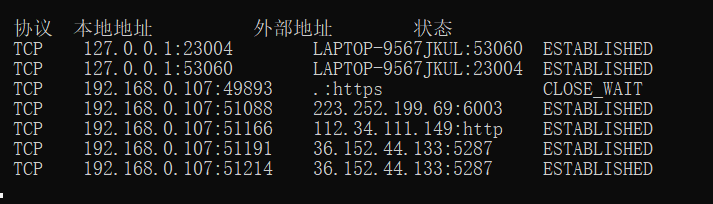 协议  本地地址          外部地址        状态
TCP    127.0.0.1:23004        LAPTOP-9567JKUL:53060  ESTABLISHED
TCP    127.0.0.1:53060        LAPTOP-9567JKUL:23004  ESTABLISHED
TCP    192.168.0.107:49893    .:https                CLOSE_WAIT
TCP    192.168.0.107:51088    223.252.199.69:6003    ESTABLISHED
TCP    192.168.0.107:51166    112.34.111.149:http    ESTABLISHED
TCP    192.168.0.107:51191    36.152.44.133:5287     ESTABLISHED
TCP    192.168.0.107:51214    36.152.44.133:5287     ESTABLISHED